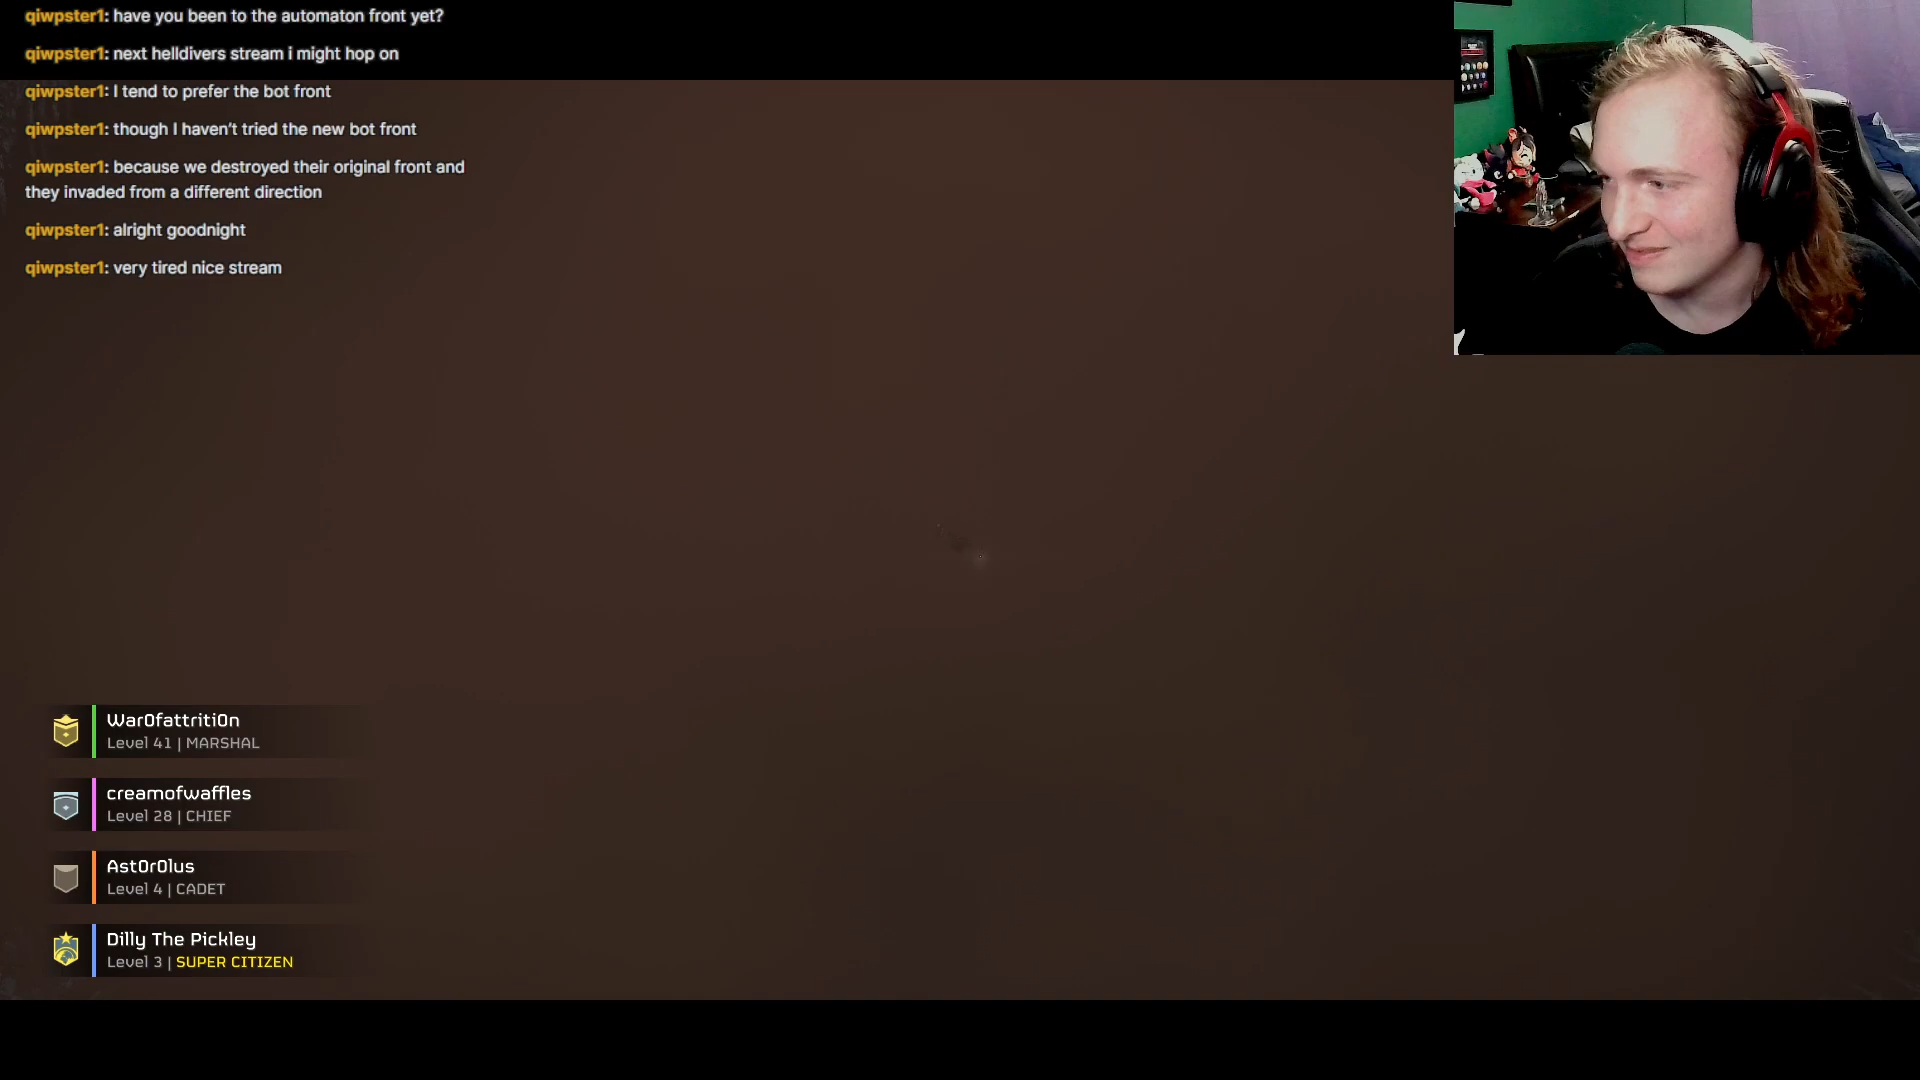 qiwpster1: have you been to the automaton front yet?
qiwpster1: next helldivers stream i might hop on
qiwpster1: I tend to prefer the bot front
qiwpster1: though I haven't tried the new bot front
qiwpster1: because we destroyed their original front and
they invaded from a different direction
qiwpster1: alright goodnight
qiwpster1: very tired nice stream
War0fattriti0n
Level 41 | MARSHAL
creamofwaffles
Level 28 | CHIEF
Ast0r0lus
Level 4 | CADET
Dilly The Pickley
Level 3 | SUPER CITIZEN